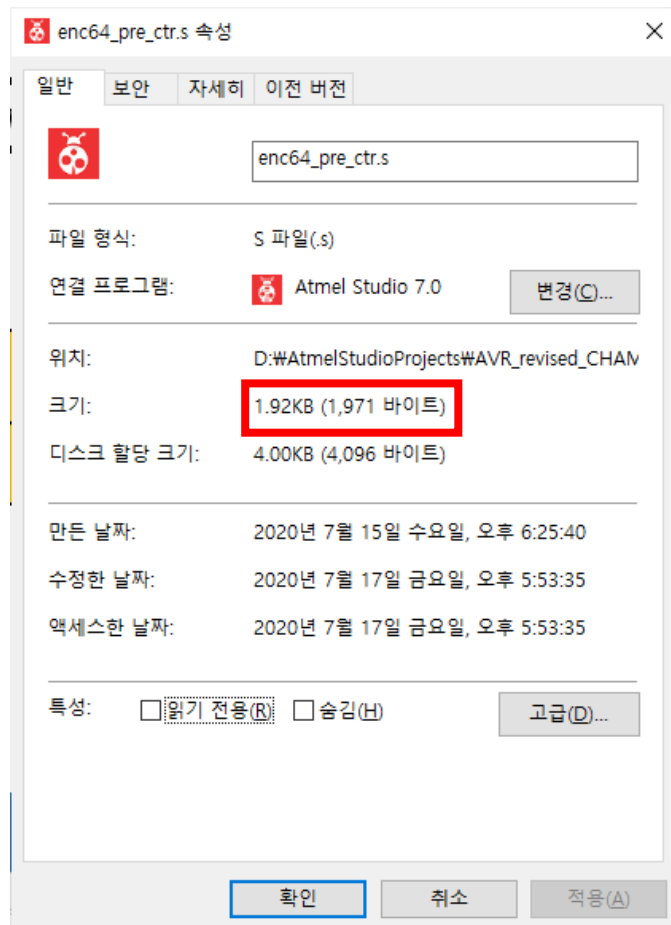 enc64_pre_ctr.s 속성
일반 보안 자세히 이전 버전
enc64_pre_ctr.s
파일 형식: S 파일(.s)
연결 프로그램: Atmel Studio 7.0 변경(C)...
위치: D:₩AtmelStudioProjects₩AVR_revised_CHAM
크기: 1.92KB (1,971 바이트)
디스크 할당 크기: 4.00KB (4,096 바이트)
만든 날짜: 2020년 7월 15일 수요일, 오후 6:25:40
수정한 날짜: 2020년 7월 17일 금요일, 오후 5:53:35
액세스한 날짜: 2020년 7월 17일 금요일, 오후 5:53:35
특성: 읽기 전용(R) 숨김(H) 고급(D)...
확인 취소 적용(A)